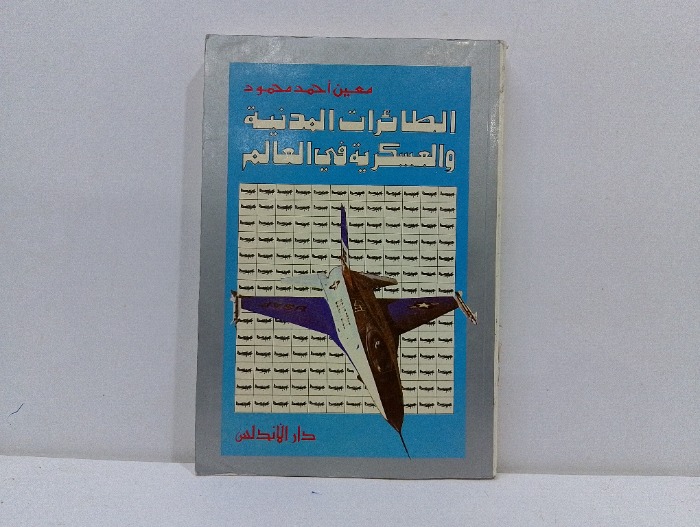 معين أحمد محمود
الطائرات المدنية
والعسكرية في العالم
دار الأندلس